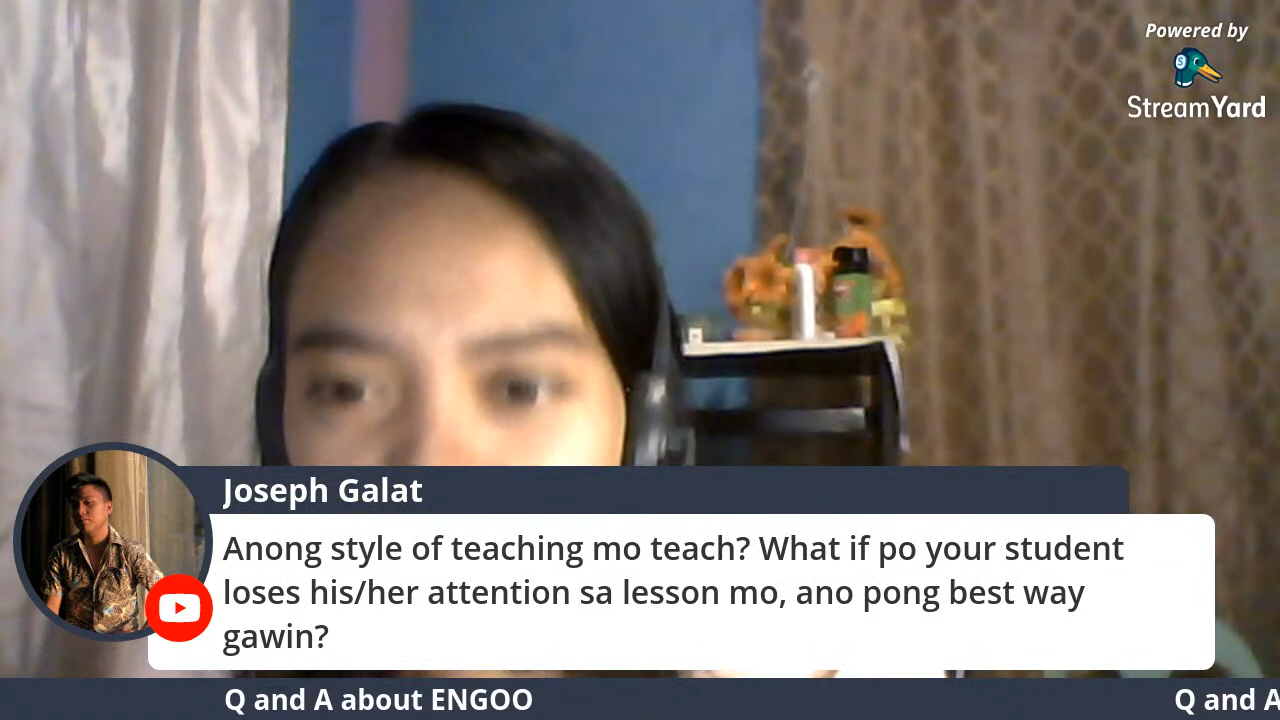 Powered by
StreamYard
Joseph Galat
Anong style of teaching mo teach? What if po your student
loses his/her attention sa lesson mo, ano pong best way
gawin?
Q and A about ENGOO
Q and A